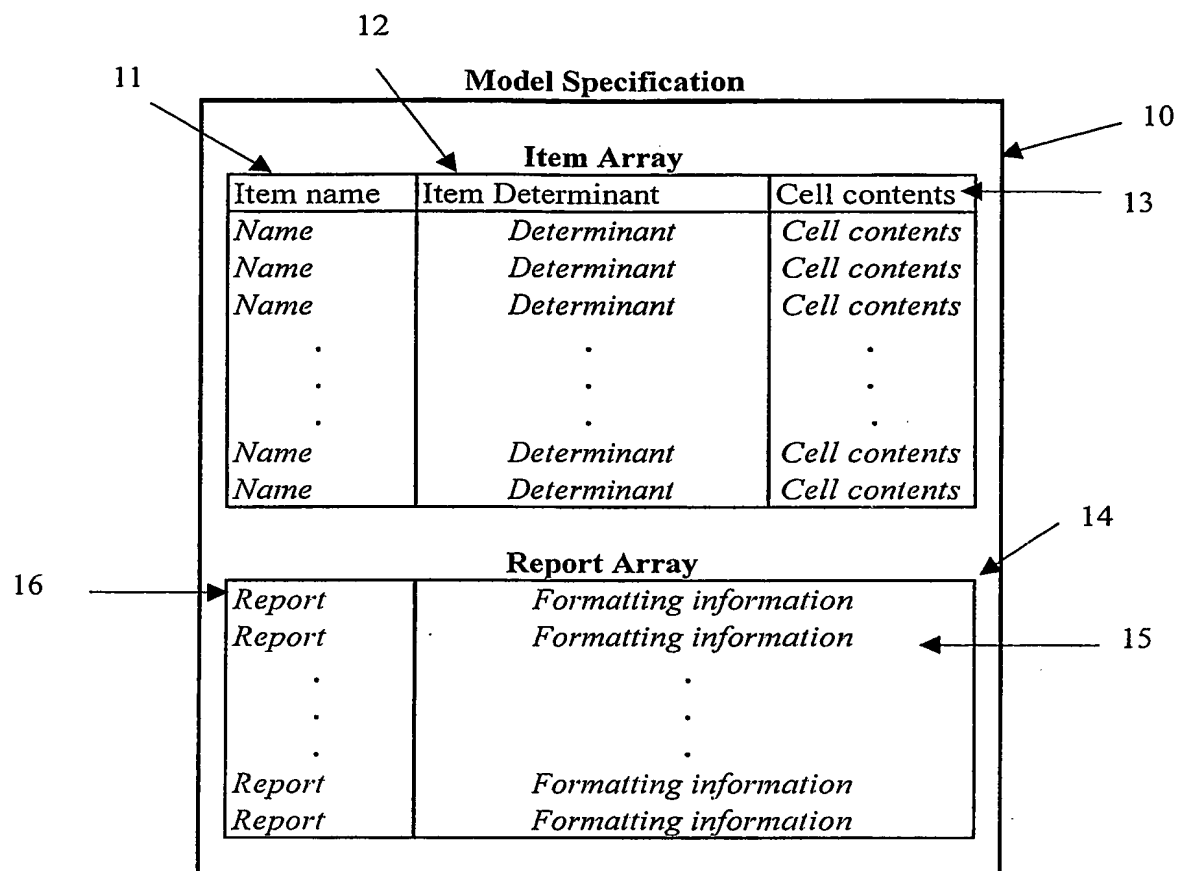 12
11
Model Specification
10
Item Array
Item name Item Determinant Cell contents
13
Name Determinant Cell contents
Name Determinant Cell contents
Name Determinant Cell contents
. . .
. . .
. . .
Name Determinant Cell contents
Name Determinant Cell contents
14
Report Array
16
Report Formatting information
Report Formatting information
15
. .
. .
. .
Report Formatting information
Report Formatting information